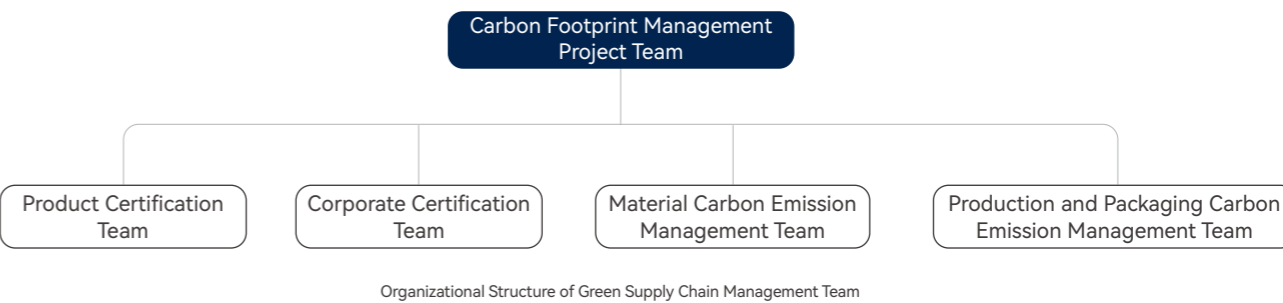 Carbon Footprint Management
Project Team
Product Certification
Team
Corporate Certification
Team
Material Carbon Emission
Management Team
Production and Packaging Carbon
Emission Management Team
Organizational Structure of Green Supply Chain Management Team